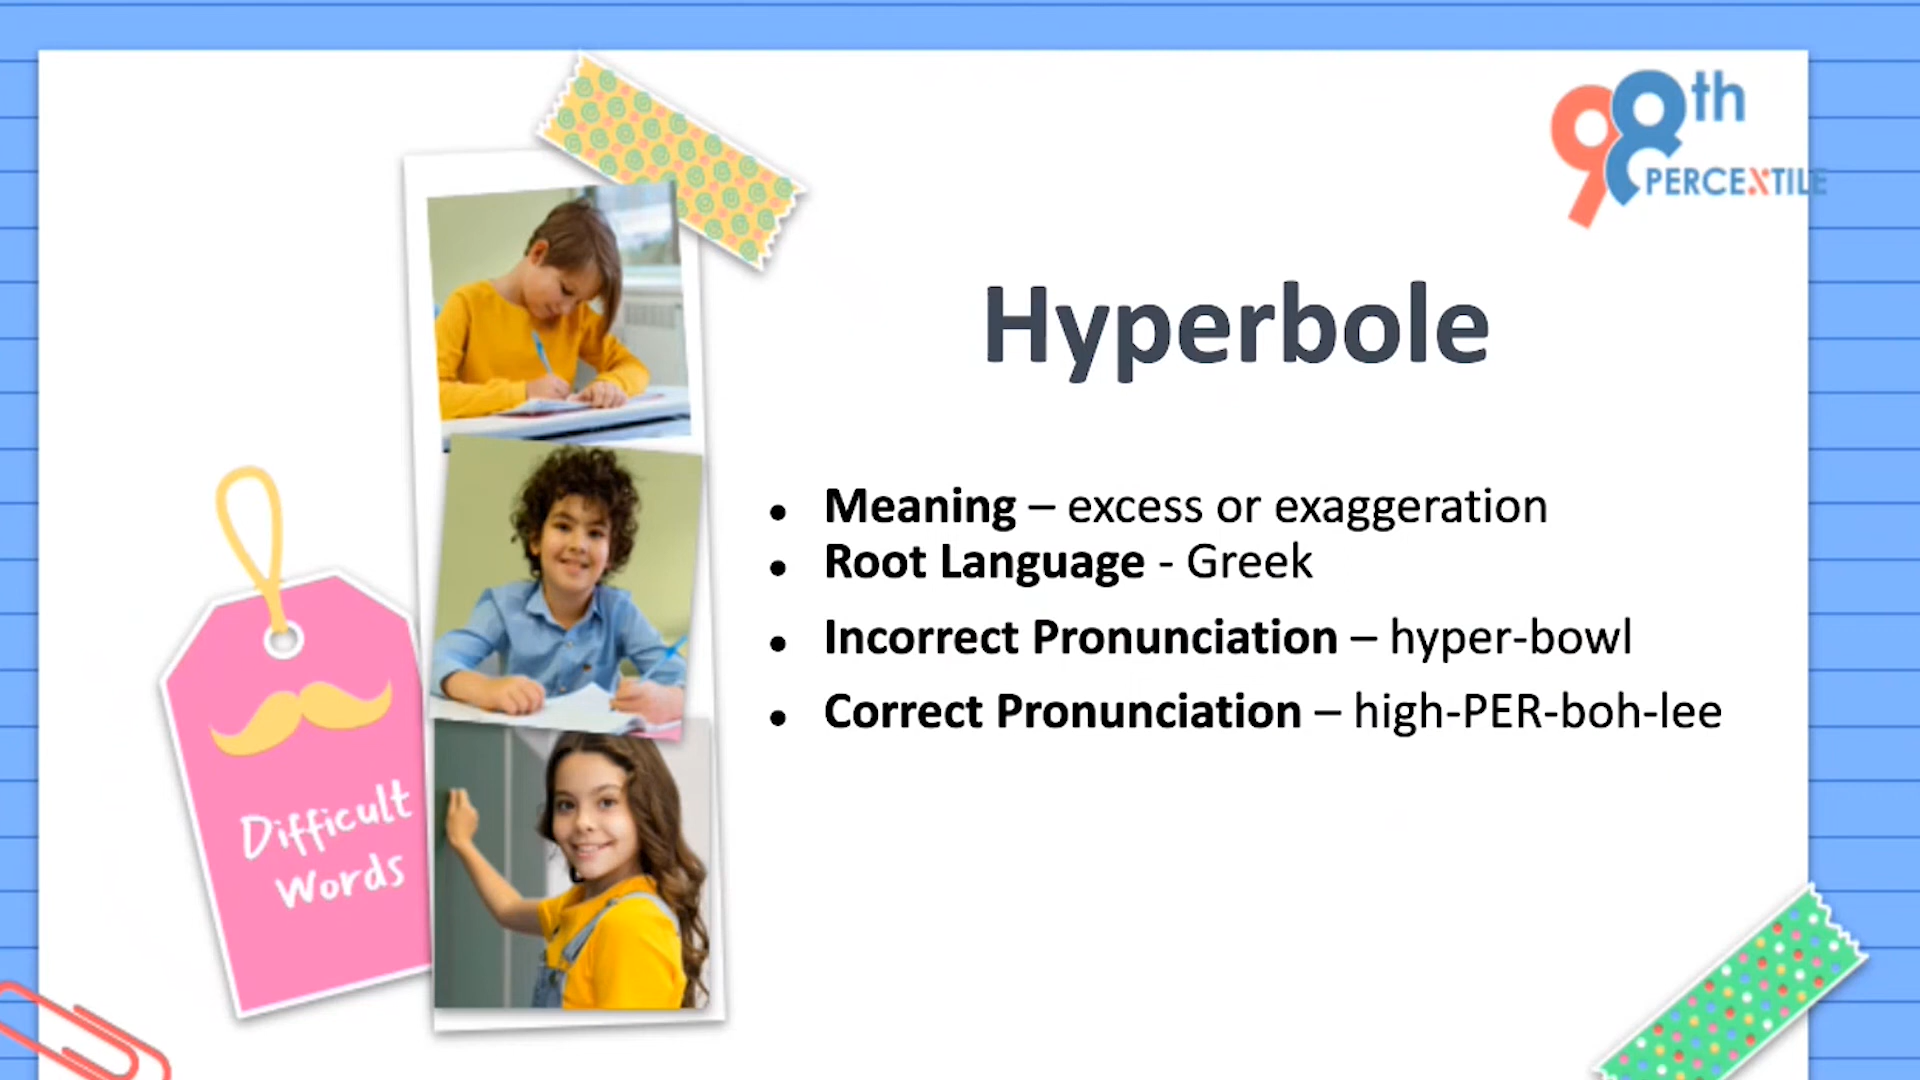 98th
PERCENTILE
Hyperbole
• Meaning – excess or exaggeration
• Root Language - Greek
• Incorrect Pronunciation – hyper-bowl
• Correct Pronunciation – high-PER-boh-lee
Difficult
Words